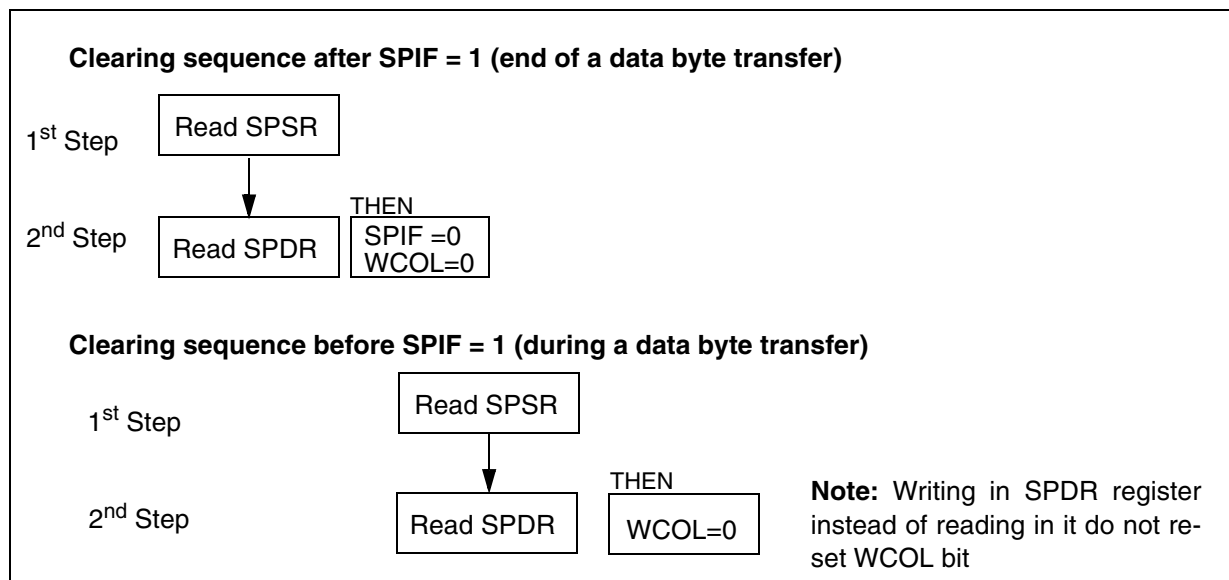 Clearing sequence after SPIF = 1 (end of a data byte transfer)
1st Step
Read SPSR
THEN
2nd Step
Read SPDR
SPIF =0
WCOL=0
Clearing sequence before SPIF = 1 (during a data byte transfer)
1st Step
Read SPSR
THEN
2nd Step
Read SPDR
WCOL=0
Note: Writing in SPDR register
instead of reading in it do not re-
set WCOL bit